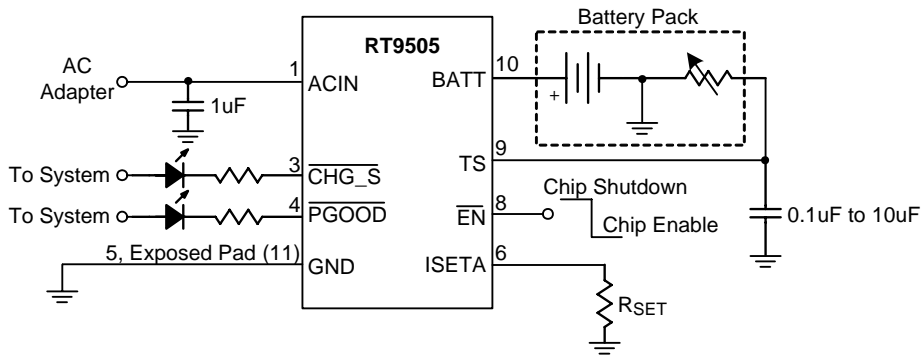 Battery Pack
RT9505
AC
Adapter
1
ACIN
1uF
BATT
10
+
9
TS
To System
3
CHG_S
To System
4
PGOOD
8
EN
Chip Shutdown
Chip Enable
0.1uF to 10uF
5, Exposed Pad (11)
GND
6
ISETA
RSET